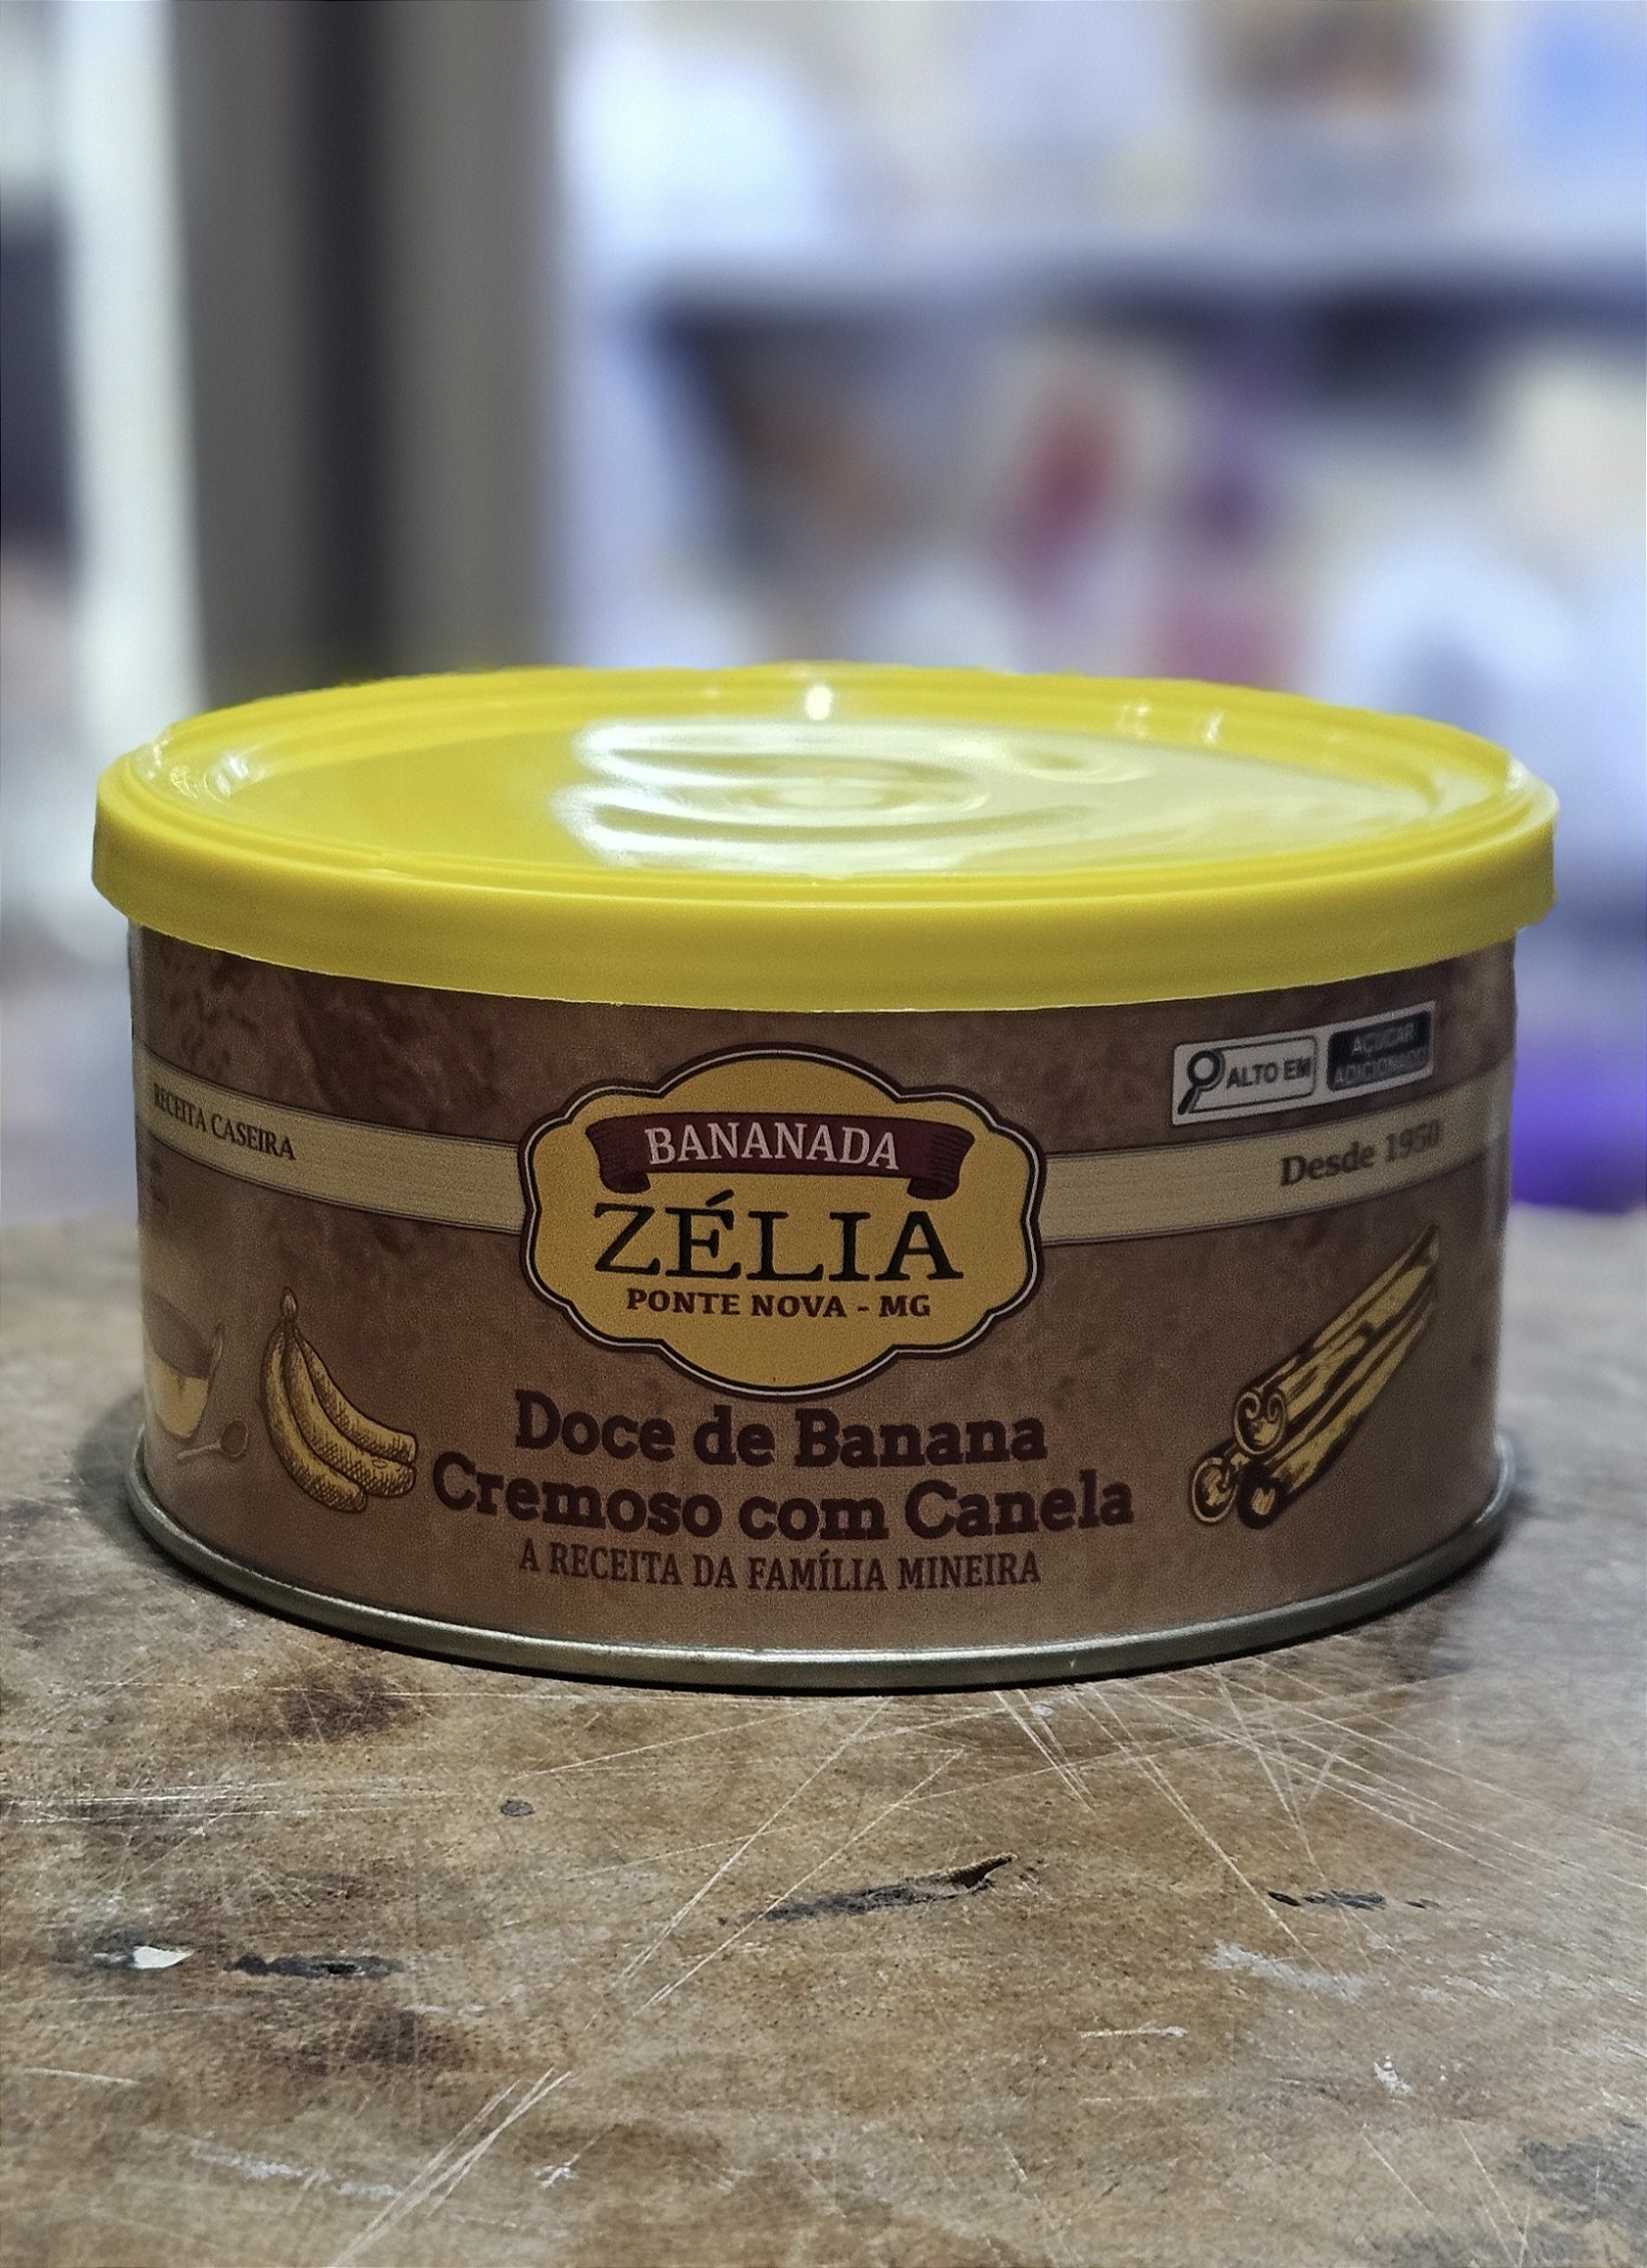 RECEITA CASEIRA
BANANADA
ZÉLIA
PONTE NOVA - MG
ALTO EM
AÇÚCAR
ADICIONADO
Desde 1950
Doce de Banana
Cremoso com Canela
A RECEITA DA FAMÍLIA MINEIRA